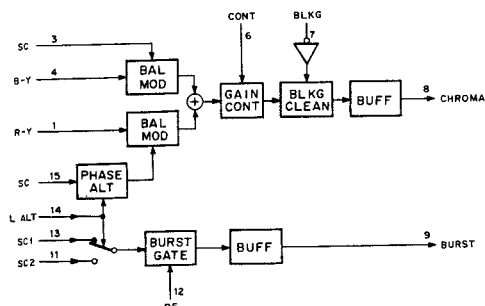 CONT
BLKG
6
7
SC 3
B-Y 4
BAL MOD
GAIN CONT
BLKG CLEAN
BUFF
8 CHROMA
R-Y 1
BAL MOD
SC 15
PHASE ALT
L ALT 14
SC1 13
SC2 11
BURST GATE
BUFF
9 BURST
12